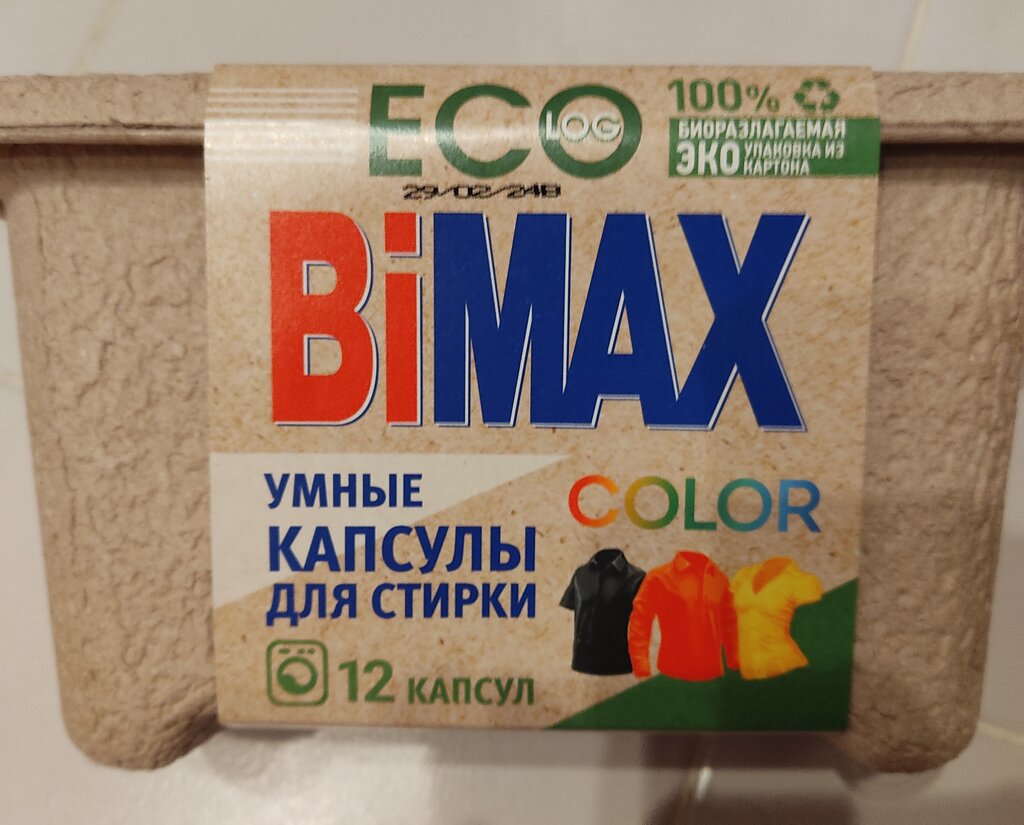 ECO LOG
100%
БИОРАЗЛАГАЕМАЯ
ЭКО УПАКОВКА ИЗ
КАРТОНА
29/02/24В
BiMAX
УМНЫЕ
КАПСУЛЫ
ДЛЯ СТИРКИ
COLOR
12 КАПСУЛ